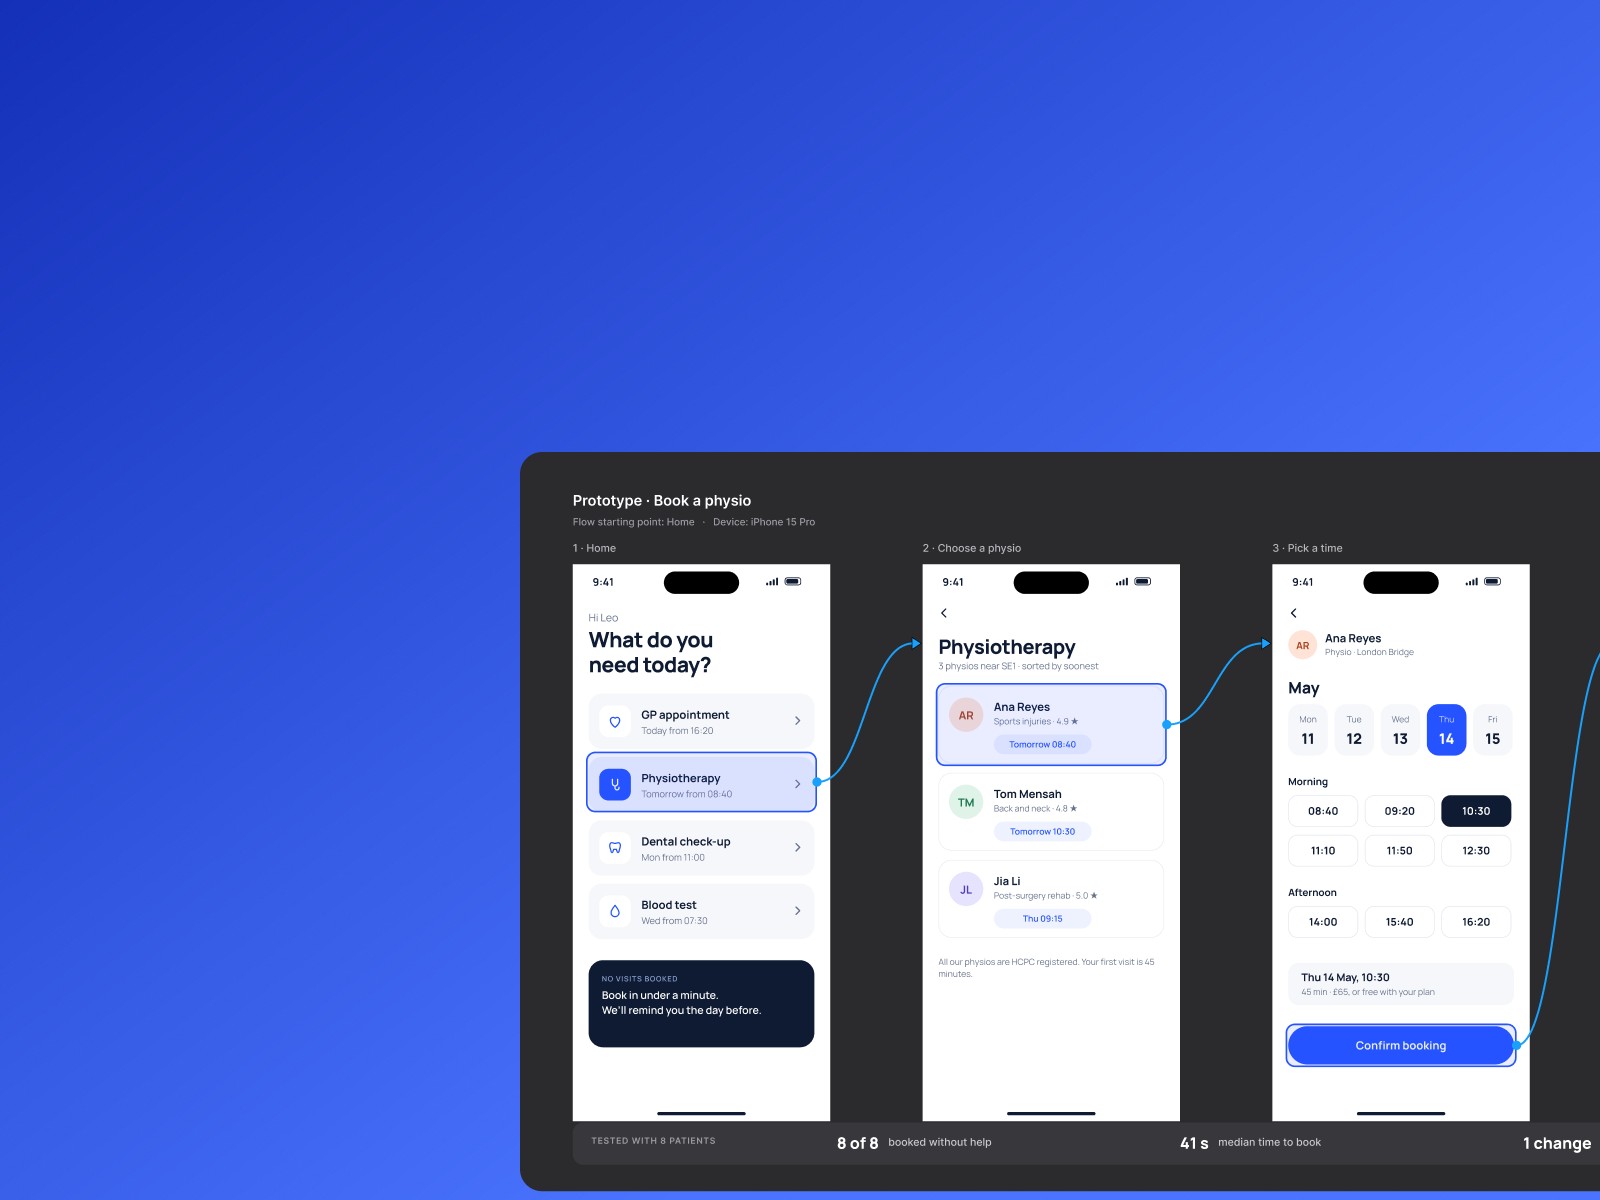 Prototype · Book a physio
Flow starting point: Home · Device: iPhone 15 Pro
1 · Home
9:41
Hi Leo
What do you
need today?
GP appointment
Today from 16:20
Physiotherapy
Tomorrow from 08:40
Dental check-up
Mon from 11:00
Blood test
Wed from 07:30
NO VISITS BOOKED
Book in under a minute.
We'll remind you the day before.
2 · Choose a physio
9:41
Physiotherapy
3 physios near SE1 · sorted by soonest
AR
Ana Reyes
Sports injuries · 4.9 ★
Tomorrow 08:40
TM
Tom Mensah
Back and neck · 4.8 ★
Tomorrow 10:30
JL
Jia Li
Post-surgery rehab · 5.0 ★
Thu 09:15
All our physios are HCPC registered. Your first visit is 45
minutes.
3 · Pick a time
9:41
AR
Ana Reyes
Physio · London Bridge
May
Mon Tue Wed Thu Fri
11 12 13 14 15
Morning
08:40 09:20 10:30
11:10 11:50 12:30
Afternoon
14:00 15:40 16:20
Thu 14 May, 10:30
45 min · £65, or free with your plan
Confirm booking
TESTED WITH 8 PATIENTS 8 of 8 booked without help 41 s median time to book 1 change